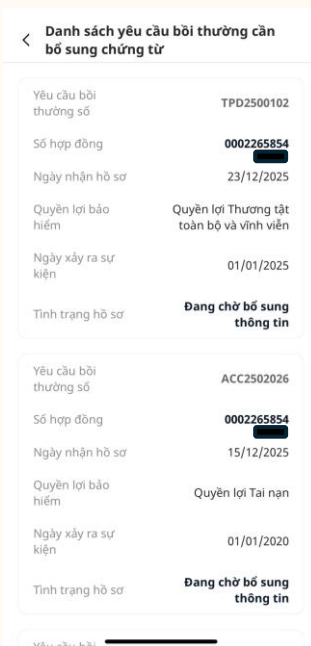 Danh sách yêu cầu bồi thường cần
bổ sung chứng từ
Yêu cầu bồi
thường số
TPD2500102
Số hợp đồng
0002265854
Ngày nhận hồ sơ
23/12/2025
Quyền lợi bảo
hiểm
Quyền lợi Thương tật
toàn bộ và vĩnh viễn
Ngày xảy ra sự
kiện
01/01/2025
Tình trạng hồ sơ
Đang chờ bổ sung
thông tin
Yêu cầu bồi
thường số
ACC2502026
Số hợp đồng
0002265854
Ngày nhận hồ sơ
15/12/2025
Quyền lợi bảo
hiểm
Quyền lợi Tai nạn
Ngày xảy ra sự
kiện
01/01/2020
Tình trạng hồ sơ
Đang chờ bổ sung
thông tin
Yêu cầu bồi